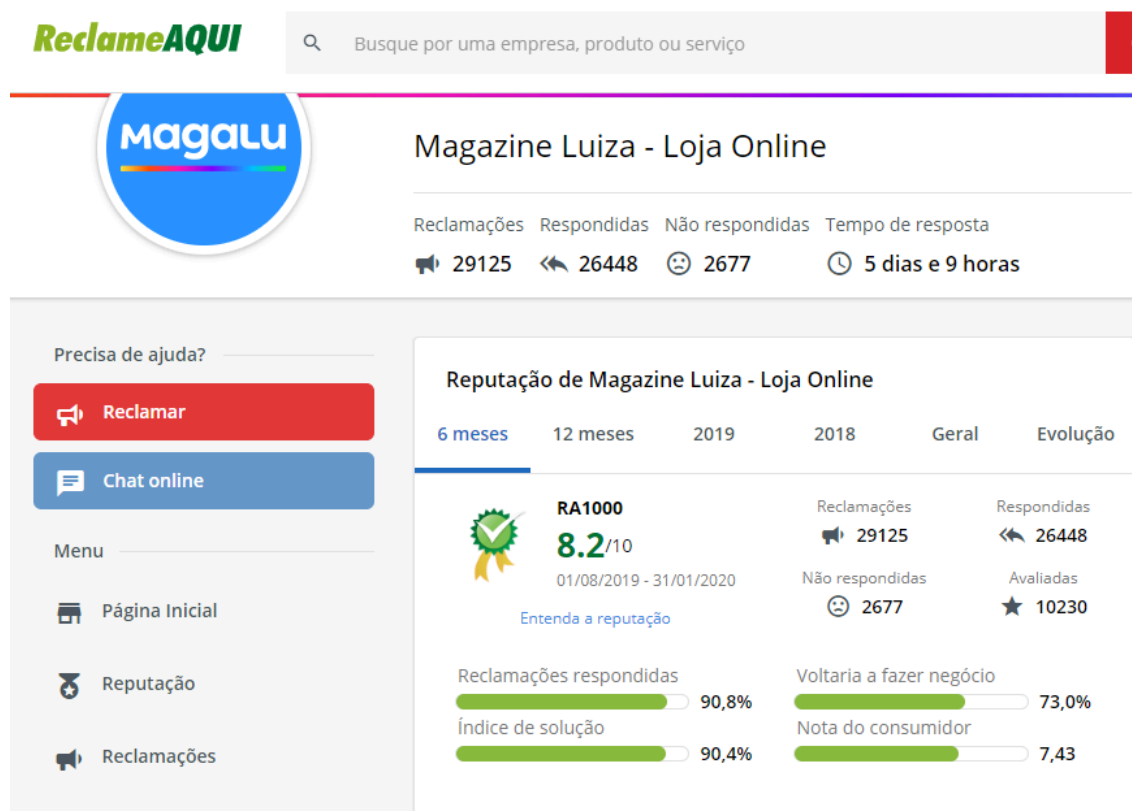 ReclameAQUI
Busque por uma empresa, produto ou serviço
MagaLu
Magazine Luiza - Loja Online
Reclamações Respondidas Não respondidas Tempo de resposta
29125 26448 2677 5 dias e 9 horas
Precisa de ajuda?
Reclamar
Chat online
Menu
Página Inicial
Reputação
Reclamações
Reputação de Magazine Luiza - Loja Online
6 meses 12 meses 2019 2018 Geral Evolução
RA1000
8.2/10
01/08/2019 - 31/01/2020
Entenda a reputação
Reclamações Respondidas
29125 26448
Não respondidas Avaliadas
2677 10230
Reclamações respondidas Voltaria a fazer negócio
90,8% 73,0%
Índice de solução Nota do consumidor
90,4% 7,43